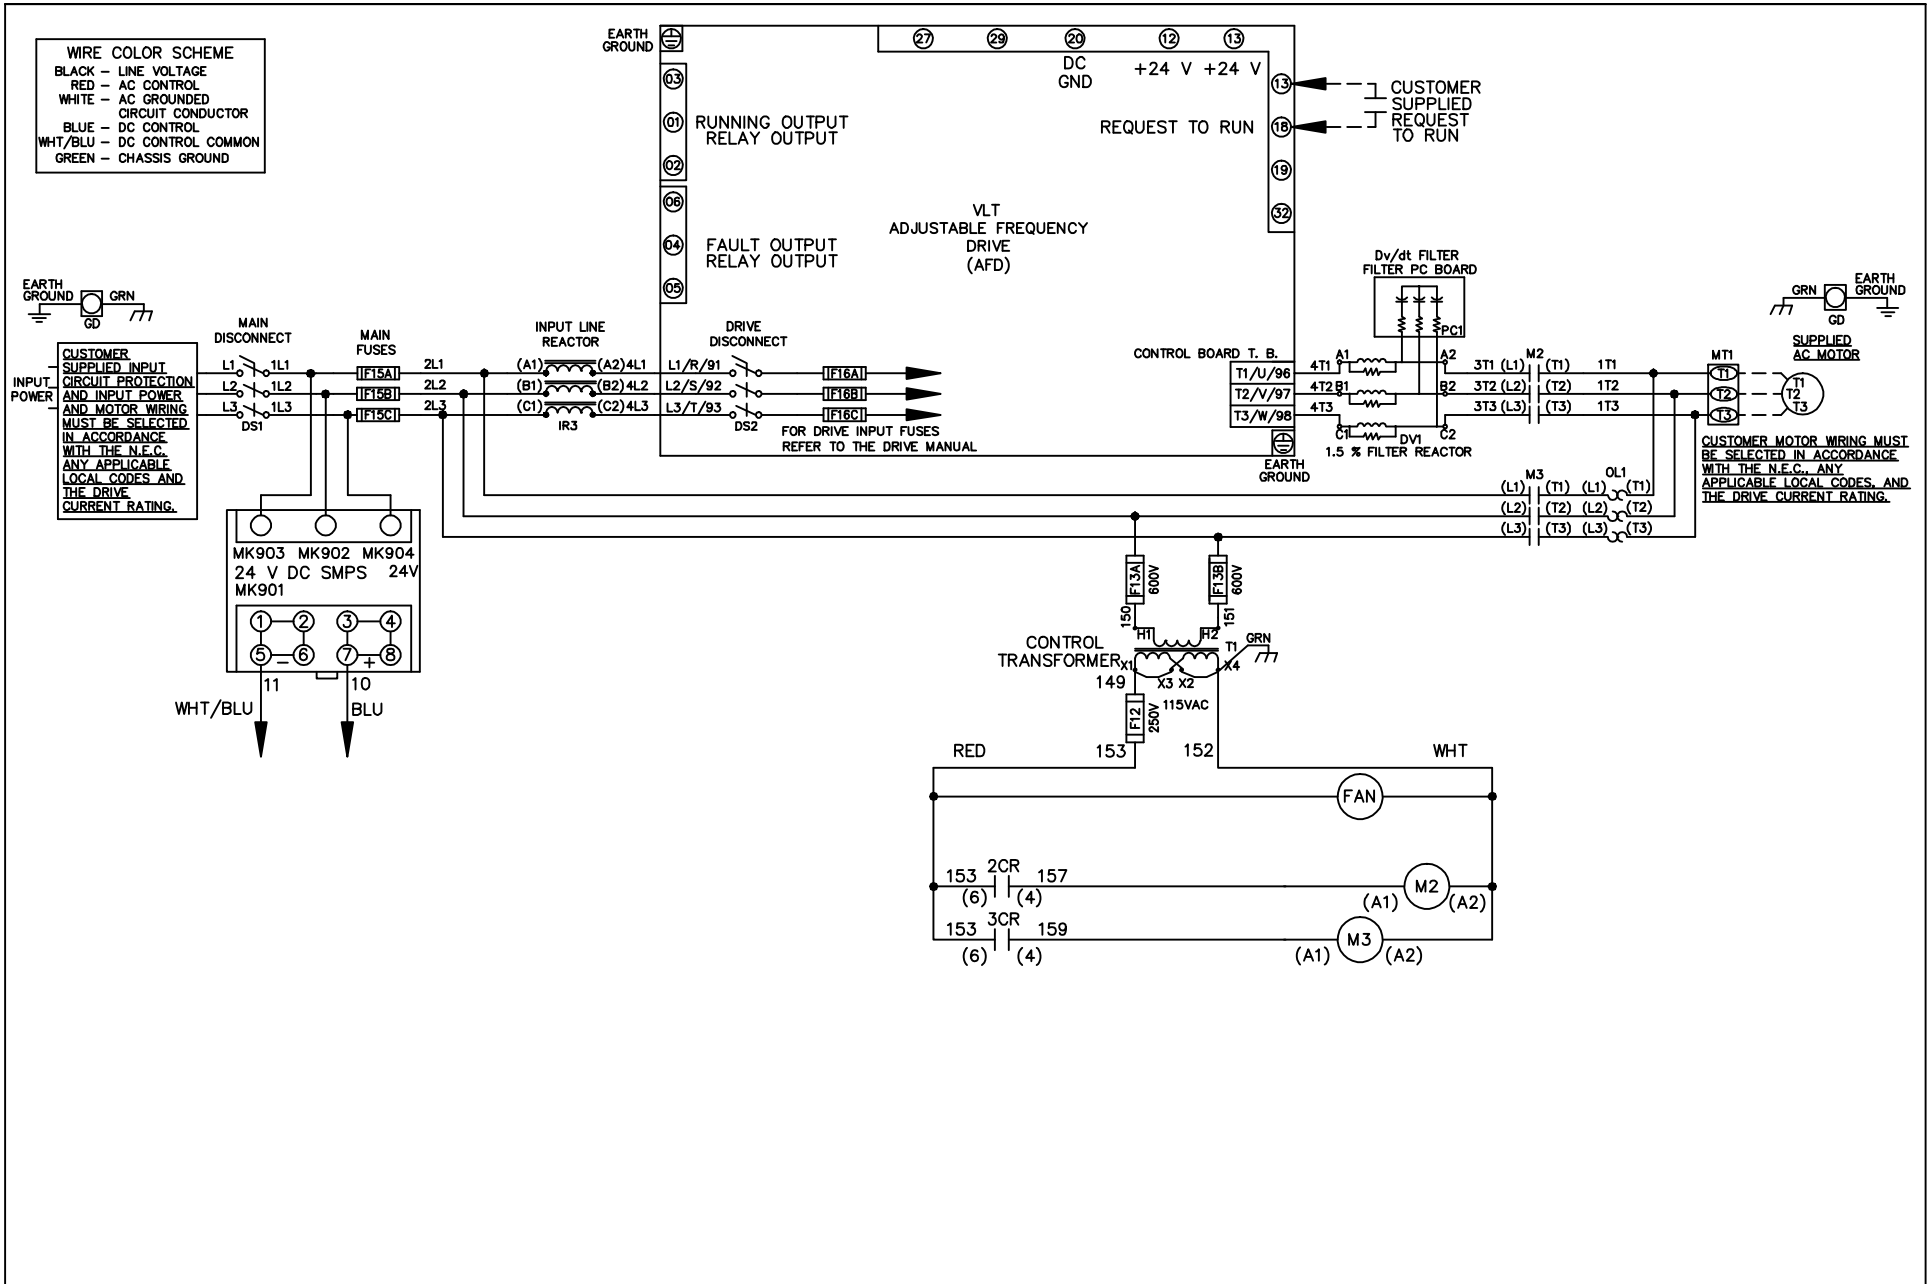 WIRE COLOR SCHEME
BLACK – LINE VOLTAGE
RED – AC CONTROL
WHITE – AC GROUNDED
CIRCUIT CONDUCTOR
BLUE – DC CONTROL
WHT/BLU – DC CONTROL COMMON
GREEN – CHASSIS GROUND
EARTH
GROUND
27 29 20 12 13
DC
GND
+24 V +24 V
03
01
02
RUNNING OUTPUT
RELAY OUTPUT
06
04
05
FAULT OUTPUT
RELAY OUTPUT
REQUEST TO RUN
13
18
19
32
CUSTOMER
SUPPLIED
REQUEST
TO RUN
VLT
ADJUSTABLE FREQUENCY
DRIVE
(AFD)
Dv/dt FILTER
FILTER PC BOARD
PC1
EARTH
GROUND
GRN
GD
INPUT
POWER
CUSTOMER
SUPPLIED INPUT
CIRCUIT PROTECTION
AND INPUT POWER
AND MOTOR WIRING
MUST BE SELECTED
IN ACCORDANCE
WITH THE N.E.C.
ANY APPLICABLE
LOCAL CODES AND
THE DRIVE
CURRENT RATING.
MAIN
DISCONNECT
L1 1L1
L2 1L2
L3 1L3
DS1
MAIN
FUSES
F15A
F15B
F15C
2L1
2L2
2L3
INPUT LINE
REACTOR
(A1) (A2) 4L1
(B1) (B2) 4L2
(C1) (C2) 4L3
IR3
DRIVE
DISCONNECT
L1/R/91
L2/S/92
L3/T/93
DS2
F16A
F16B
F16C
FOR DRIVE INPUT FUSES
REFER TO THE DRIVE MANUAL
CONTROL BOARD T. B.
T1/U/96
T2/V/97
T3/W/98
EARTH
GROUND
4T1 A1 A2
4T2 B1 B2
4T3 C1 C2
DV1
1.5 % FILTER REACTOR
M2
3T1 (L1) (T1) 1T1
3T2 (L2) (T2) 1T2
3T3 (L3) (T3) 1T3
MT1
T1
T2
T3
GRN
GD
EARTH
GROUND
SUPPLIED
AC MOTOR
T1
T2
T3
CUSTOMER MOTOR WIRING MUST
BE SELECTED IN ACCORDANCE
WITH THE N.E.C., ANY
APPLICABLE LOCAL CODES, AND
THE DRIVE CURRENT RATING.
M3 OL1
(L1) (T1) (L1) (T1)
(L2) (T2) (L2) (T2)
(L3) (T3) (L3) (T3)
MK903 MK902 MK904
24 V DC SMPS 24V
MK901
1 2 3 4
5 – 6 7 + 8
11 10
WHT/BLU BLU
F13A 600V
F13B 600V
150 151
H1 H2
CONTROL
TRANSFORMER
T1
GRN
X1 X3 X2 X4
149
115VAC
F12 250V
RED 153 152 WHT
FAN
153 2CR 157
(6) (4)
M2
(A1) (A2)
153 3CR 159
(6) (4)
M3
(A1) (A2)